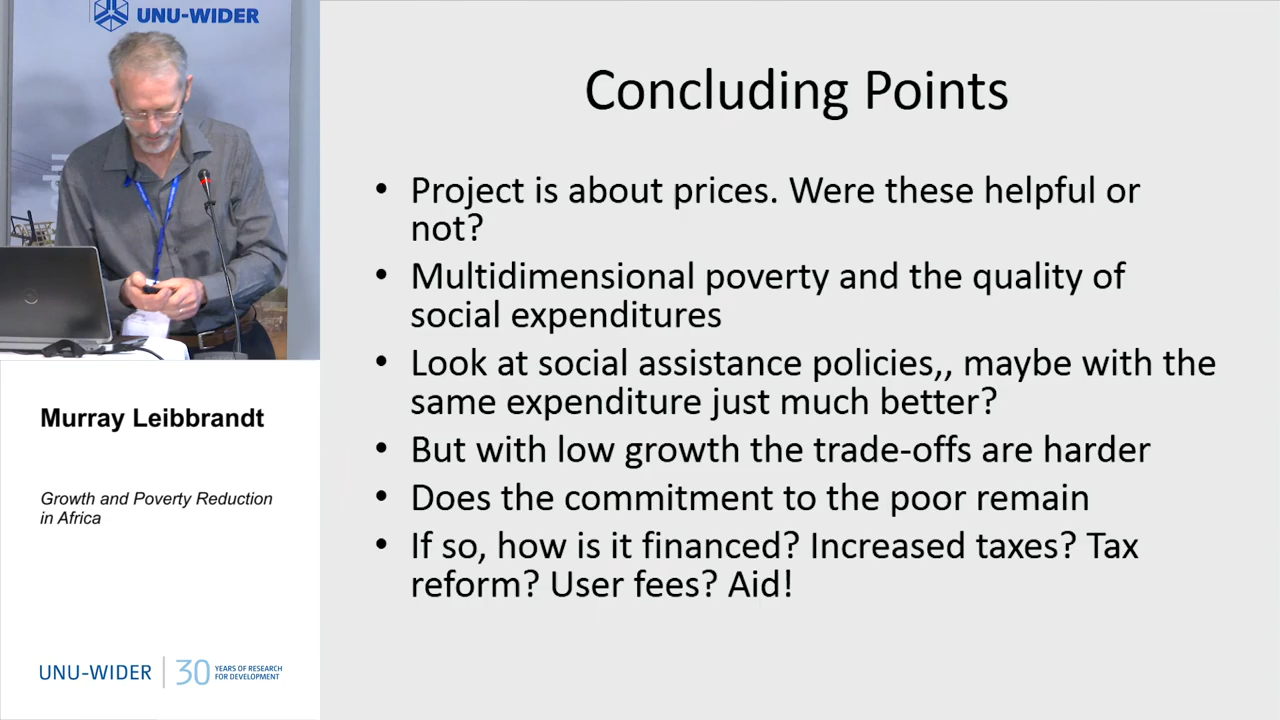 UNU-WIDER
Concluding Points
• Project is about prices. Were these helpful or
not?
• Multidimensional poverty and the quality of
social expenditures
• Look at social assistance policies,, maybe with the
same expenditure just much better?
• But with low growth the trade-offs are harder
• Does the commitment to the poor remain
• If so, how is it financed? Increased taxes? Tax
reform? User fees? Aid!
Murray Leibbrandt
Growth and Poverty Reduction
in Africa
UNU-WIDER
30 YEARS OF RESEARCH
FOR DEVELOPMENT